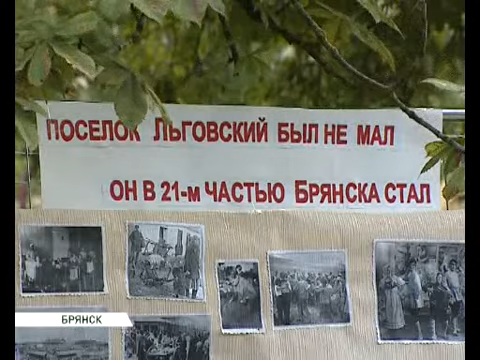 ПОСЕЛОК ЛЬГОВСКИЙ БЫЛ НЕ МАЛ
ОН В 21-м ЧАСТЬЮ БРЯНСКА СТАЛ
БРЯНСК